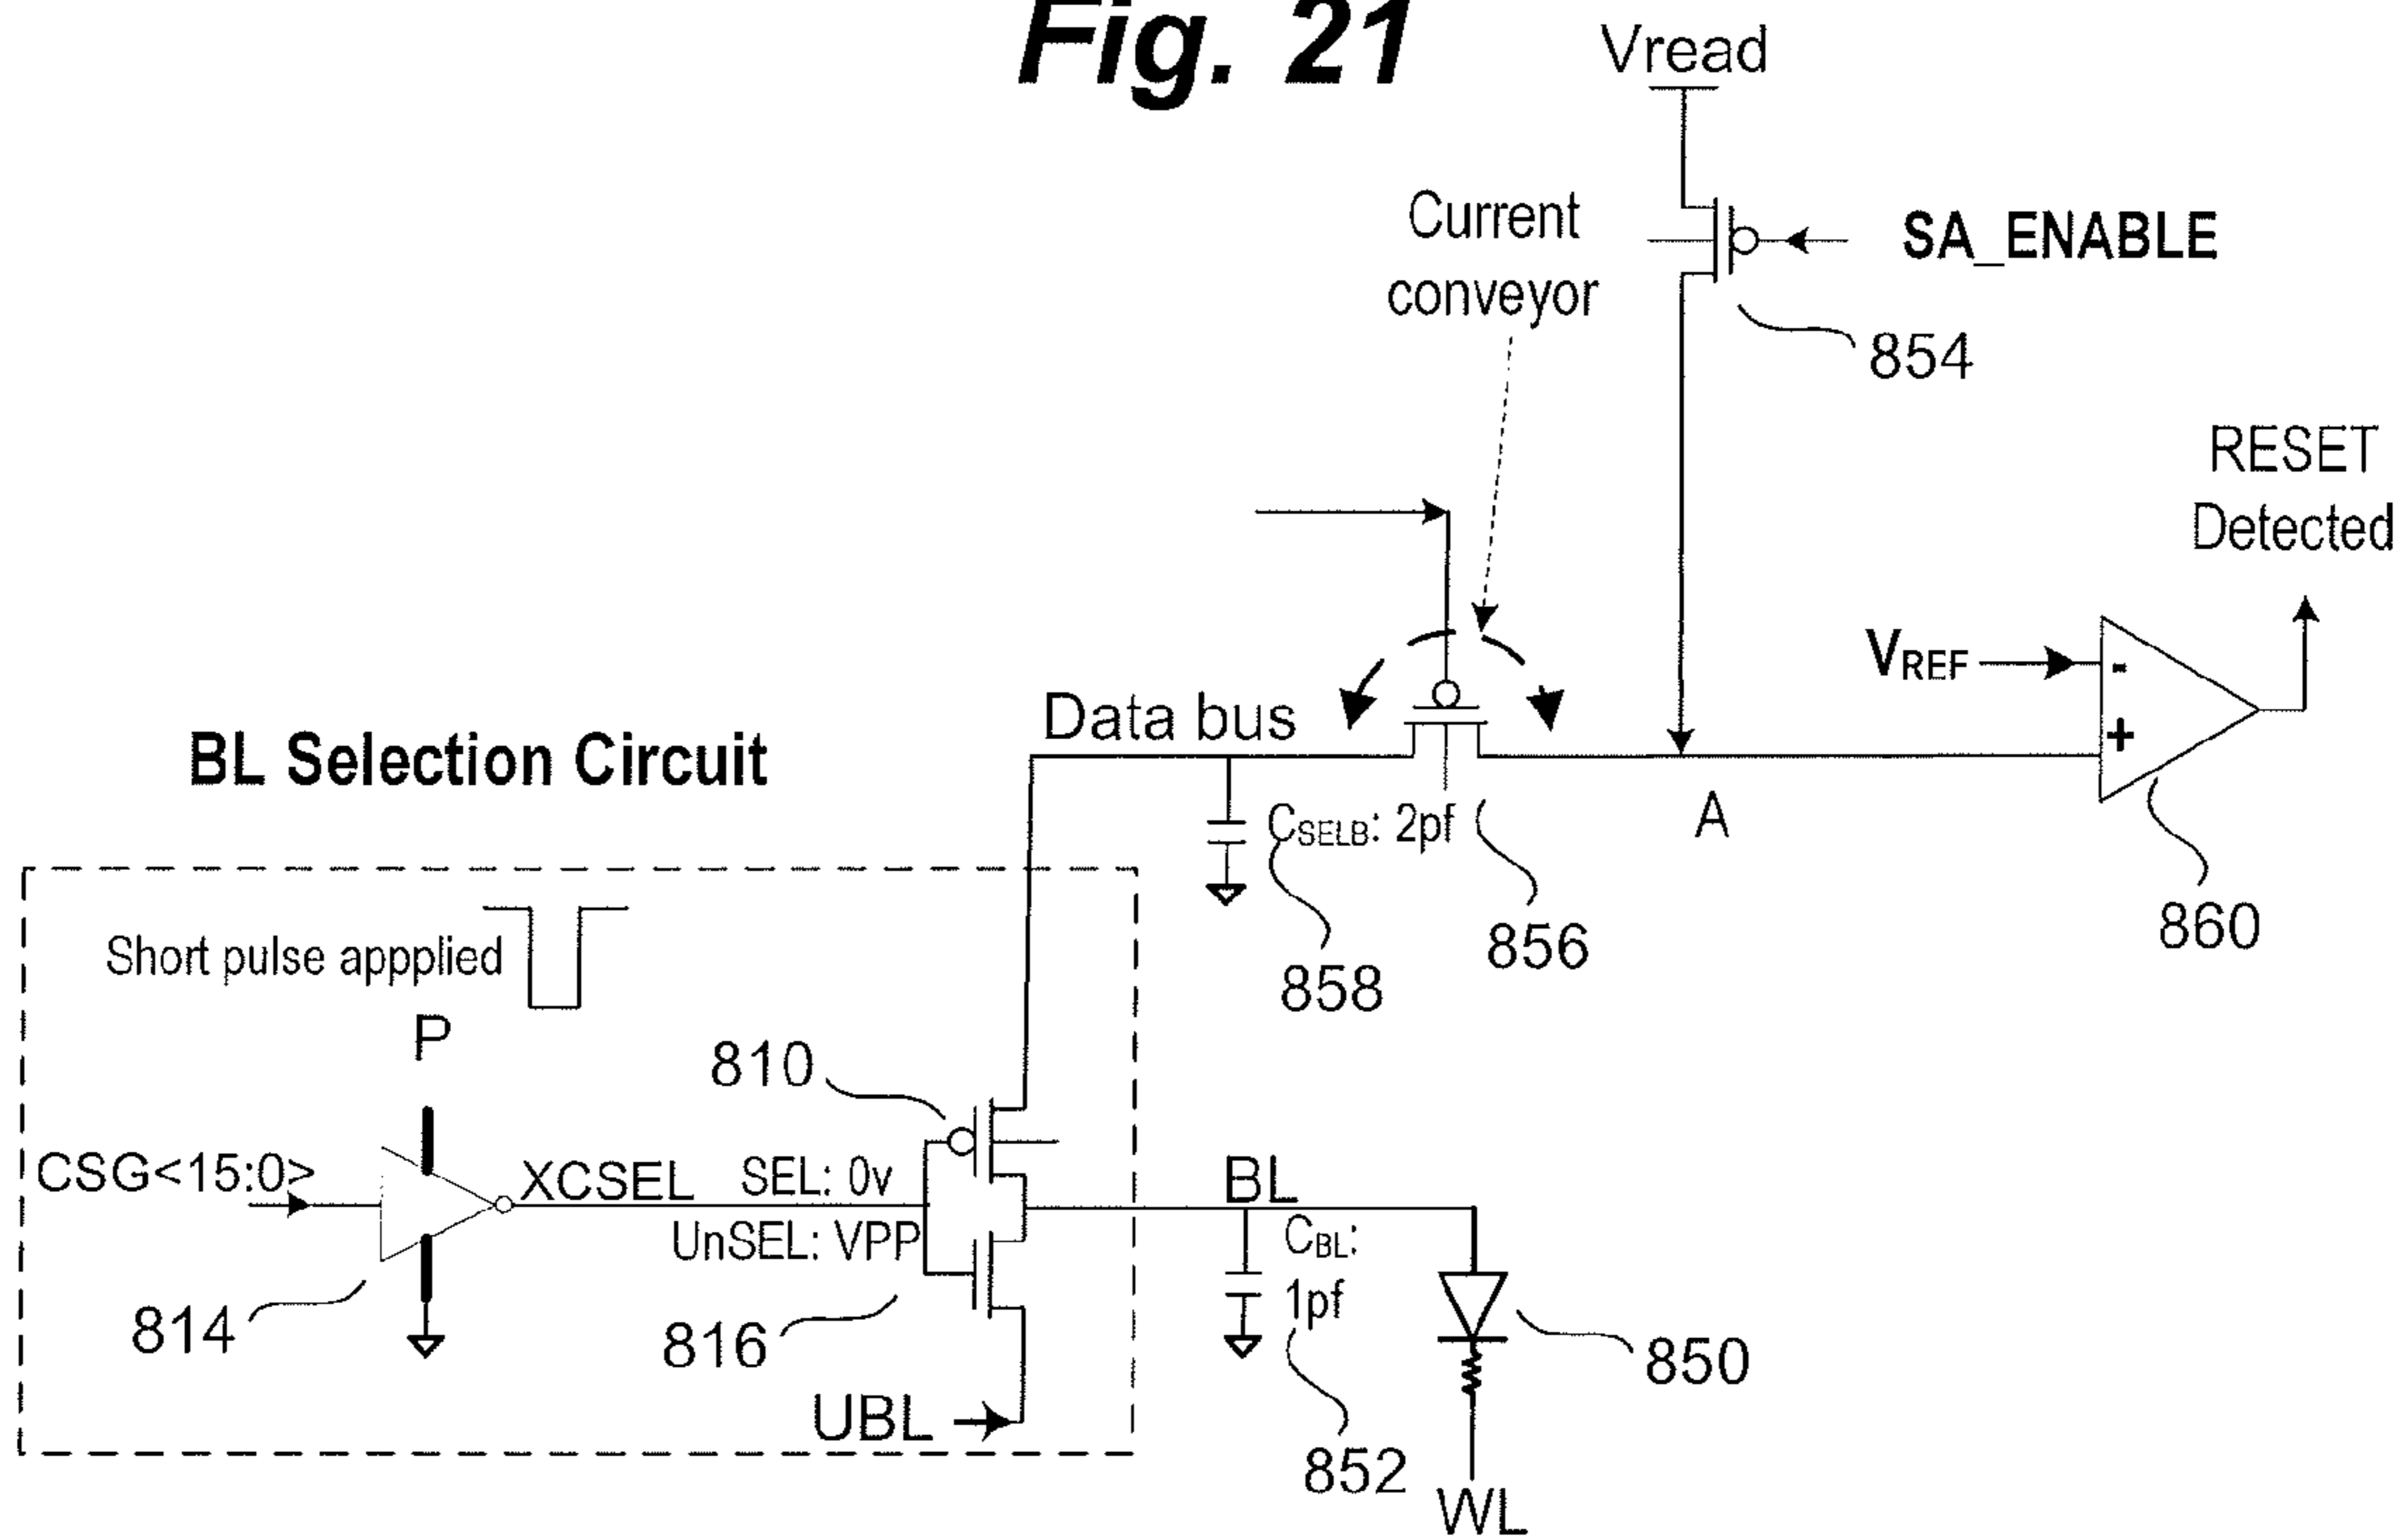 Fig. 21
Vread
Current
conveyor
SA_ENABLE
854
RESET
Detected
VREF
-
+
Data bus
BL Selection Circuit
CSELB: 2pf
A
858
856
860
Short pulse appplied
P
810
CSG<15:0>
XCSEL
SEL: 0v
UnSEL: VPP
BL
CBL:
1pf
814
816
850
UBL
852
WL